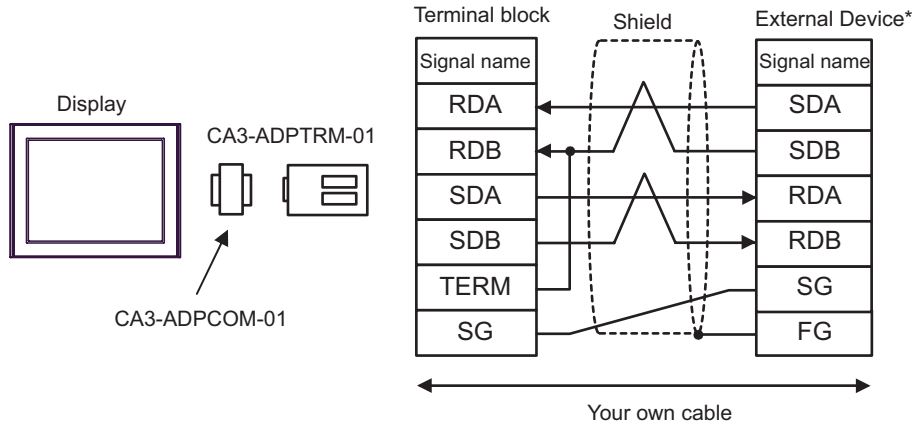 Display
CA3-ADPTRM-01
CA3-ADPCOM-01
Terminal block
Shield
External Device*
Signal name
Signal name
RDA
SDA
RDB
SDB
SDA
RDA
SDB
RDB
TERM
SG
SG
FG
Your own cable